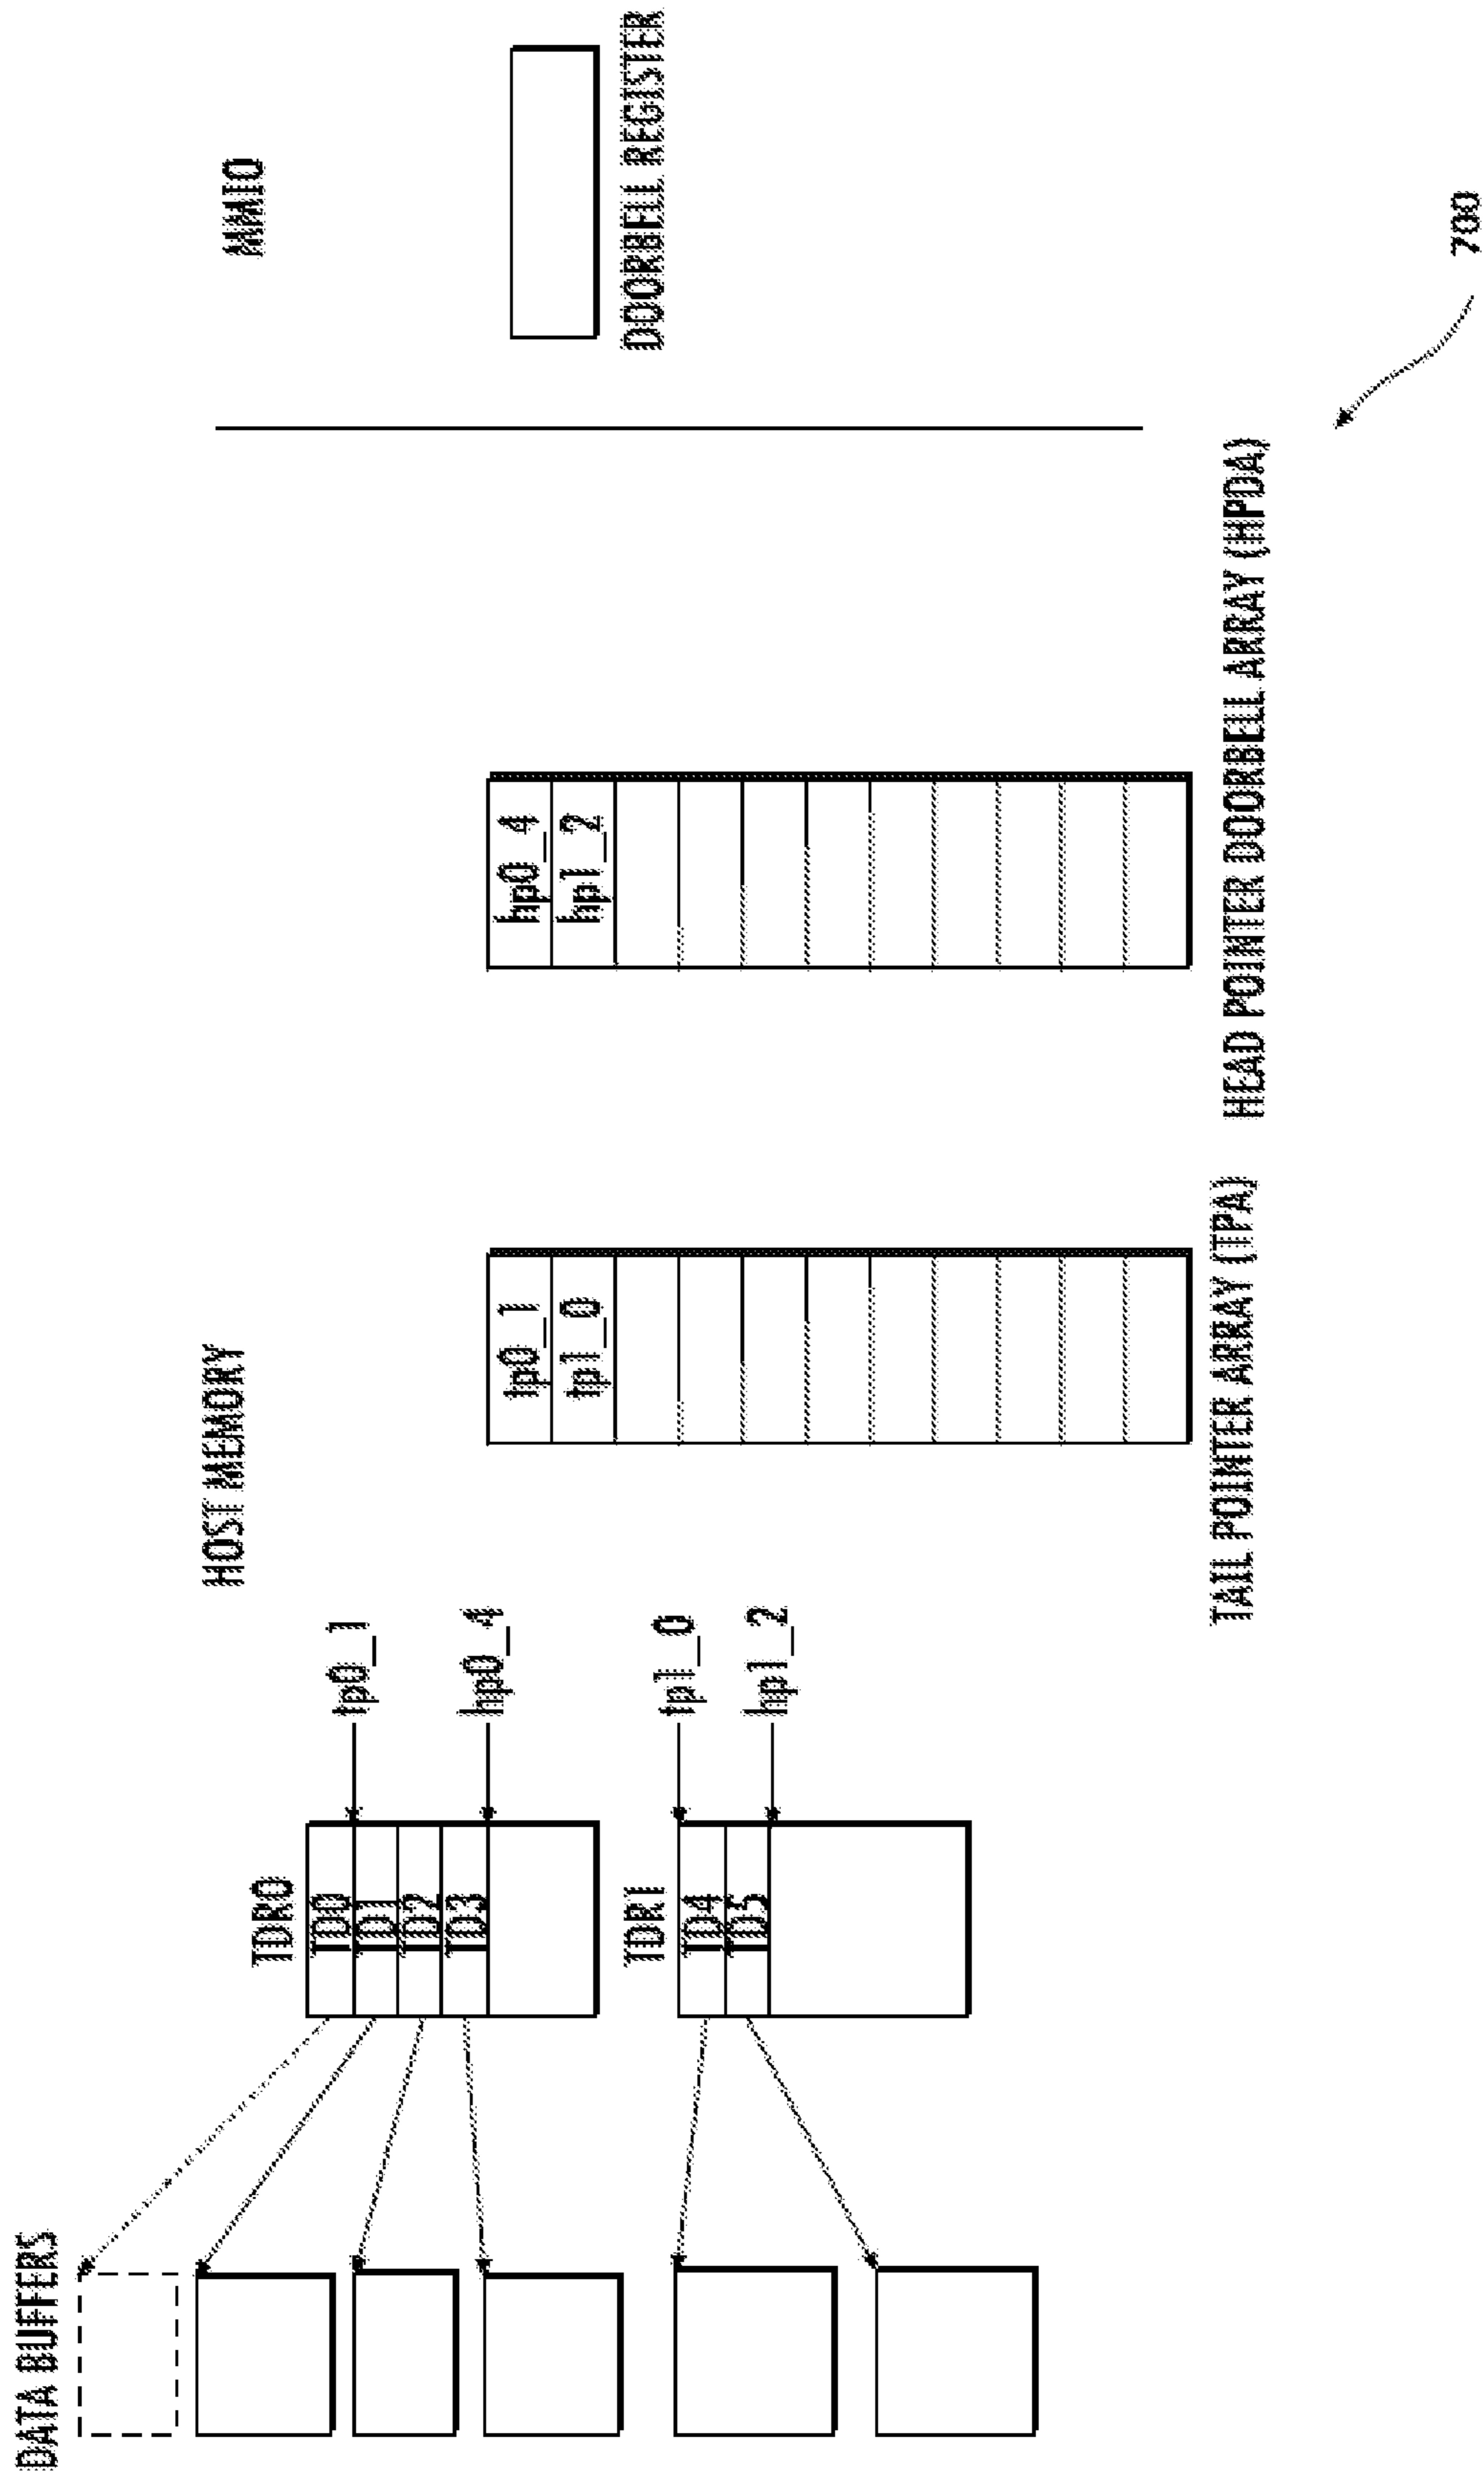 DATA BUFFERS
HOST MEMORY
MMIO
TDR0
TD0
TD1
TD2
TD3
tp0_1
hp0_4
TDR1
TD4
TD5
tp1_0
hp1_2
tp0_1
tp1_0
TAIL POINTER ARRAY (TPA)
hp0_4
hp1_2
HEAD POINTER DOORBELL ARRAY (HPDA)
DOORBELL REGISTER
700